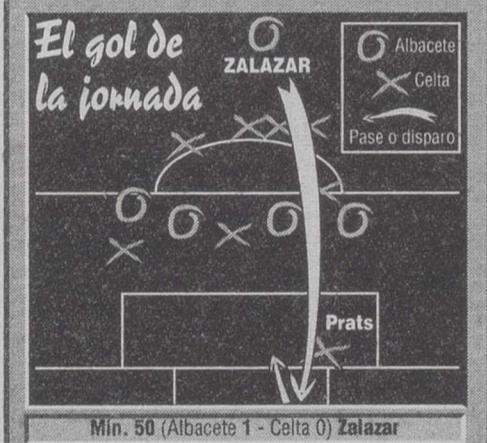 El gol de
la jornada
ZALAZAR
Albacete
Celta
Pase o disparo
Prats
Min. 50 (Albacete 1 - Celta 0) Zalazar